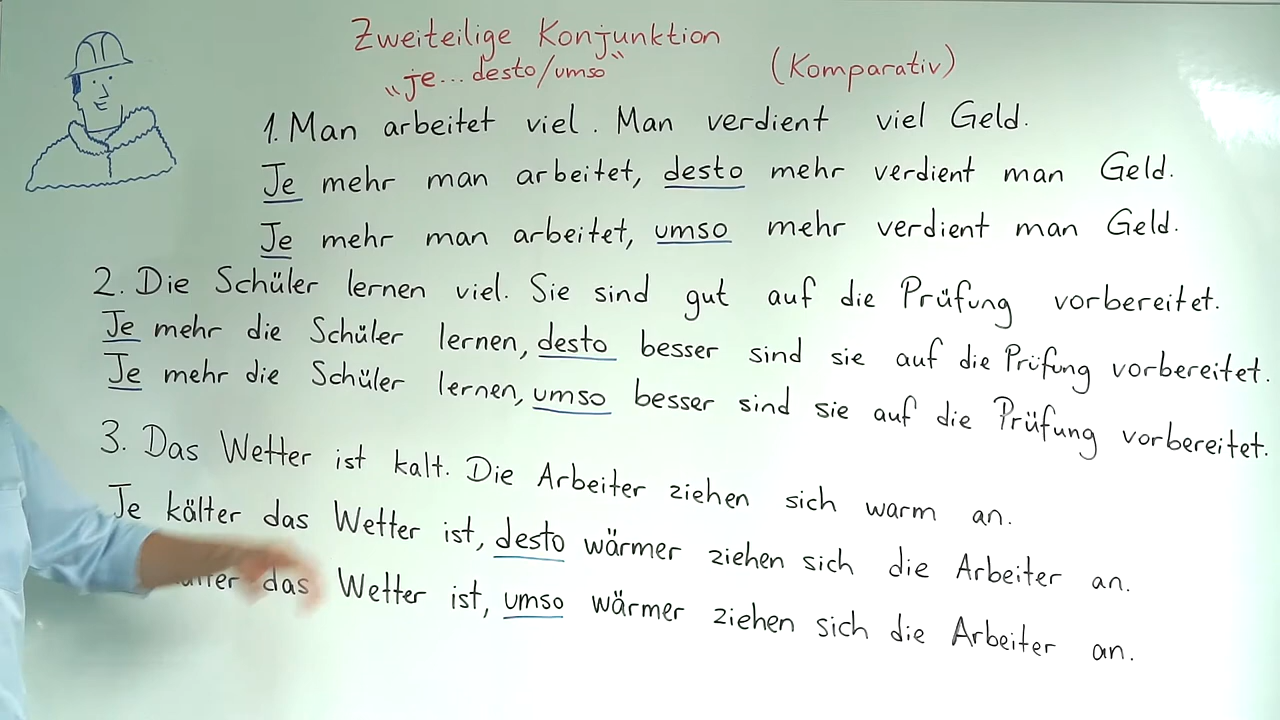 Zweiteilige Konjunktion
"je... desto/umso" (Komparativ)
1. Man arbeitet viel. Man verdient viel Geld.
Je mehr man arbeitet, desto mehr verdient man Geld.
Je mehr man arbeitet, umso mehr verdient man Geld.
2. Die Schüler lernen viel. Sie sind gut auf die Prüfung vorbereitet.
Je mehr die Schüler lernen, desto besser sind sie auf die Prüfung vorbereitet.
Je mehr die Schüler lernen, umso besser sind sie auf die Prüfung vorbereitet.
3. Das Wetter ist kalt. Die Arbeiter ziehen sich warm an.
Je kälter das Wetter ist, desto wärmer ziehen sich die Arbeiter an.
das Wetter ist, umso wärmer ziehen sich die Arbeiter an.